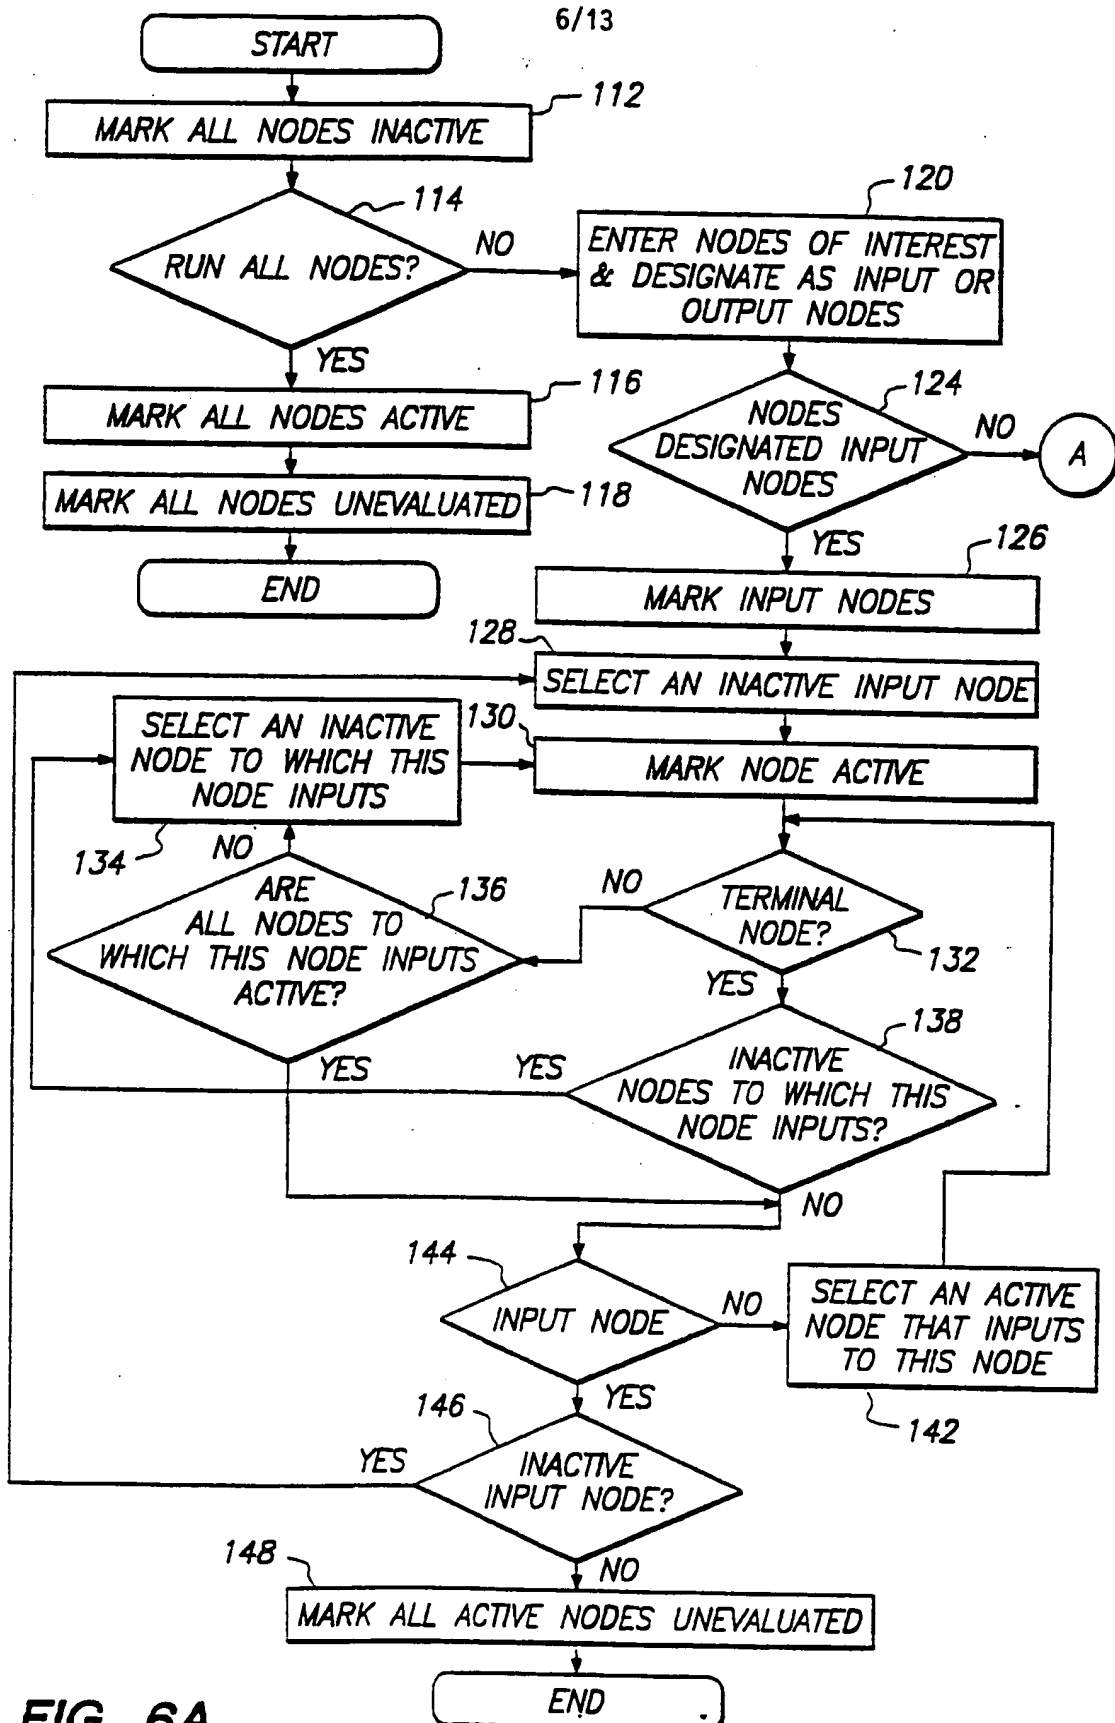 6/13
START
112
MARK ALL NODES INACTIVE
114
RUN ALL NODES?
NO
120
ENTER NODES OF INTEREST
& DESIGNATE AS INPUT OR
OUTPUT NODES
YES
116
MARK ALL NODES ACTIVE
124
NODES
DESIGNATED INPUT
NODES
NO
A
118
MARK ALL NODES UNEVALUATED
YES
END
126
MARK INPUT NODES
128
SELECT AN INACTIVE INPUT NODE
SELECT AN INACTIVE
NODE TO WHICH THIS
NODE INPUTS
130
MARK NODE ACTIVE
134
NO
ARE
ALL NODES TO
WHICH THIS NODE INPUTS
ACTIVE?
136
NO
TERMINAL
NODE?
132
YES
138
INACTIVE
NODES TO WHICH THIS
NODE INPUTS?
YES
YES
NO
144
INPUT NODE
NO
SELECT AN ACTIVE
NODE THAT INPUTS
TO THIS NODE
142
YES
146
INACTIVE
INPUT NODE?
YES
NO
148
MARK ALL ACTIVE NODES UNEVALUATED
END
FIG. 6A